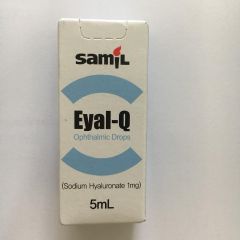 samil
Eyal-Q
Ophthalmic Drops
(Sodium Hyaluronate 1mg)
5mL